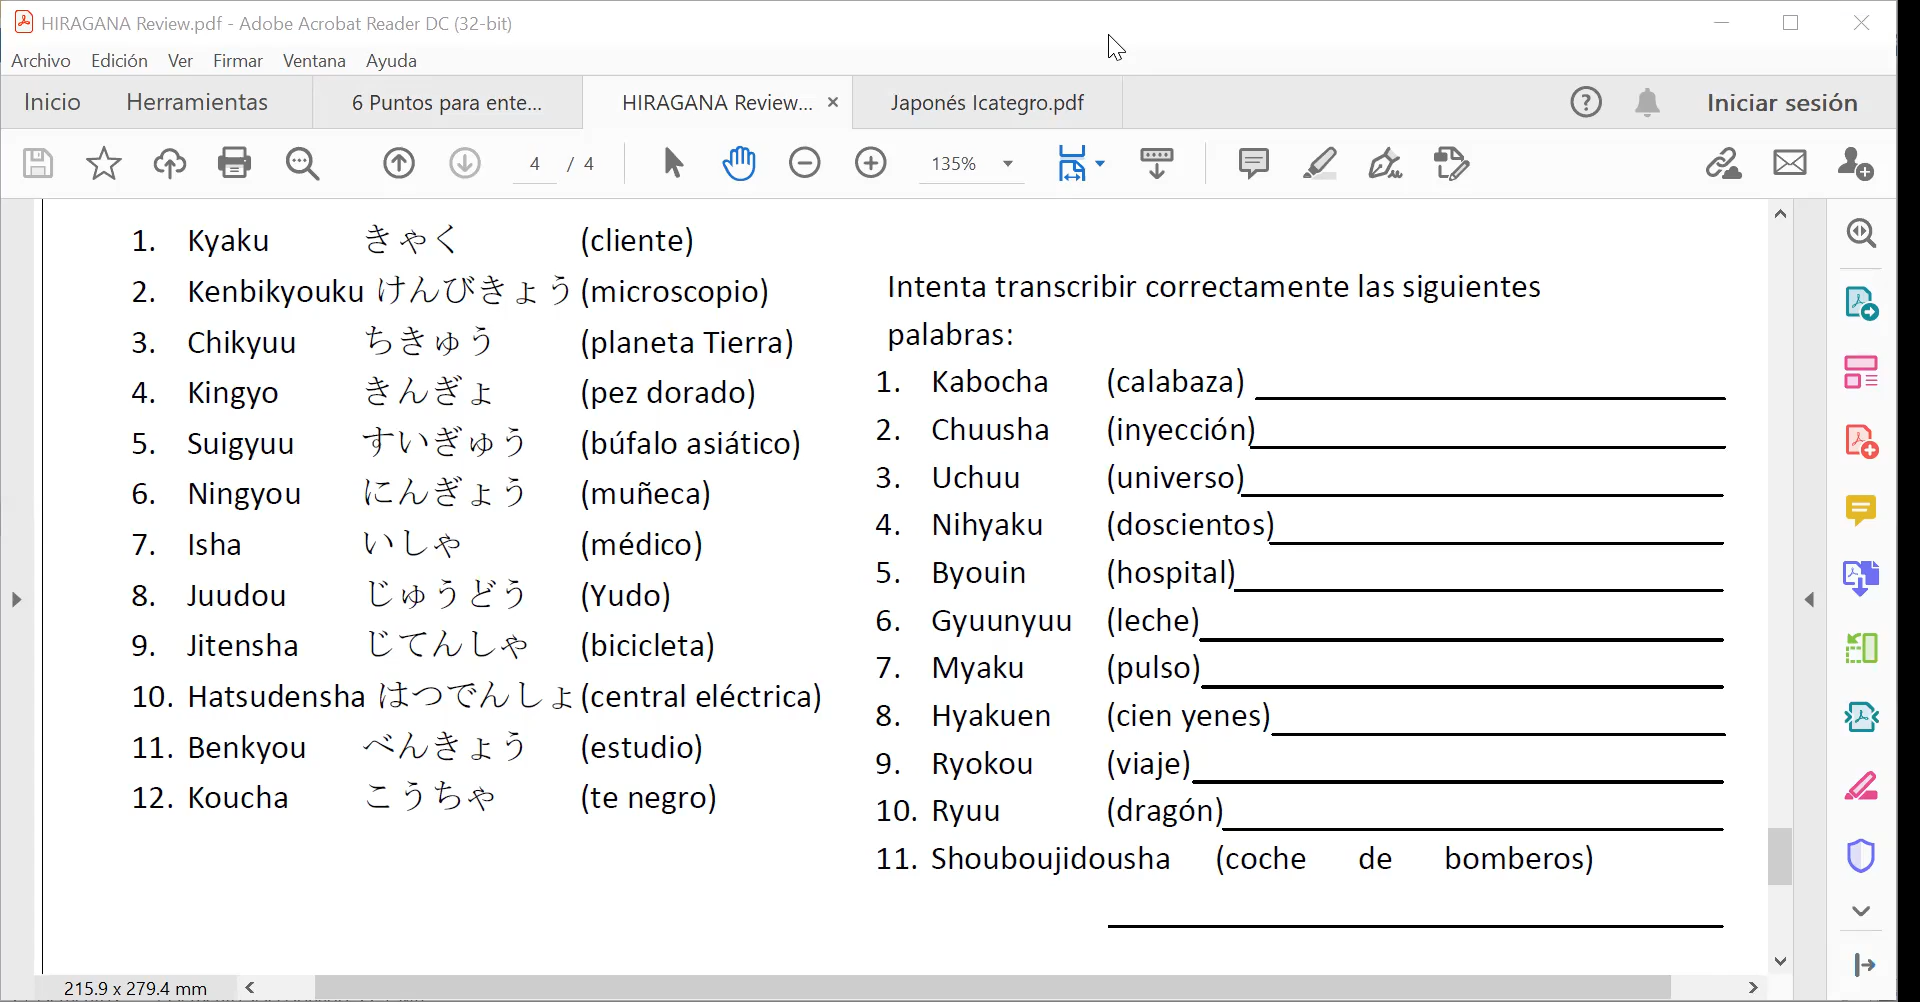 HIRAGANA Review.pdf - Adobe Acrobat Reader DC (32-bit)
Archivo Edición Ver Firmar Ventana Ayuda
Inicio Herramientas 6 Puntos para ente... HIRAGANA Review... × Japonés Icategro.pdf Iniciar sesión
4 / 4 135%
1. Kyaku きゃく (cliente)
2. Kenbikyouku けんびきょう (microscopio)
3. Chikyuu ちきゅう (planeta Tierra)
4. Kingyo きんぎょ (pez dorado)
5. Suigyuu すいぎゅう (búfalo asiático)
6. Ningyou にんぎょう (muñeca)
7. Isha いしゃ (médico)
8. Juudou じゅうどう (Yudo)
9. Jitensha じてんしゃ (bicicleta)
10. Hatsudensha はつでんしょ (central eléctrica)
11. Benkyou べんきょう (estudio)
12. Koucha こうちゃ (te negro)
Intenta transcribir correctamente las siguientes
palabras:
1. Kabocha (calabaza)
2. Chuusha (inyección)
3. Uchuu (universo)
4. Nihyaku (doscientos)
5. Byouin (hospital)
6. Gyuunyuu (leche)
7. Myaku (pulso)
8. Hyakuen (cien yenes)
9. Ryokou (viaje)
10. Ryuu (dragón)
11. Shouboujidousha (coche de bomberos)
215.9 x 279.4 mm